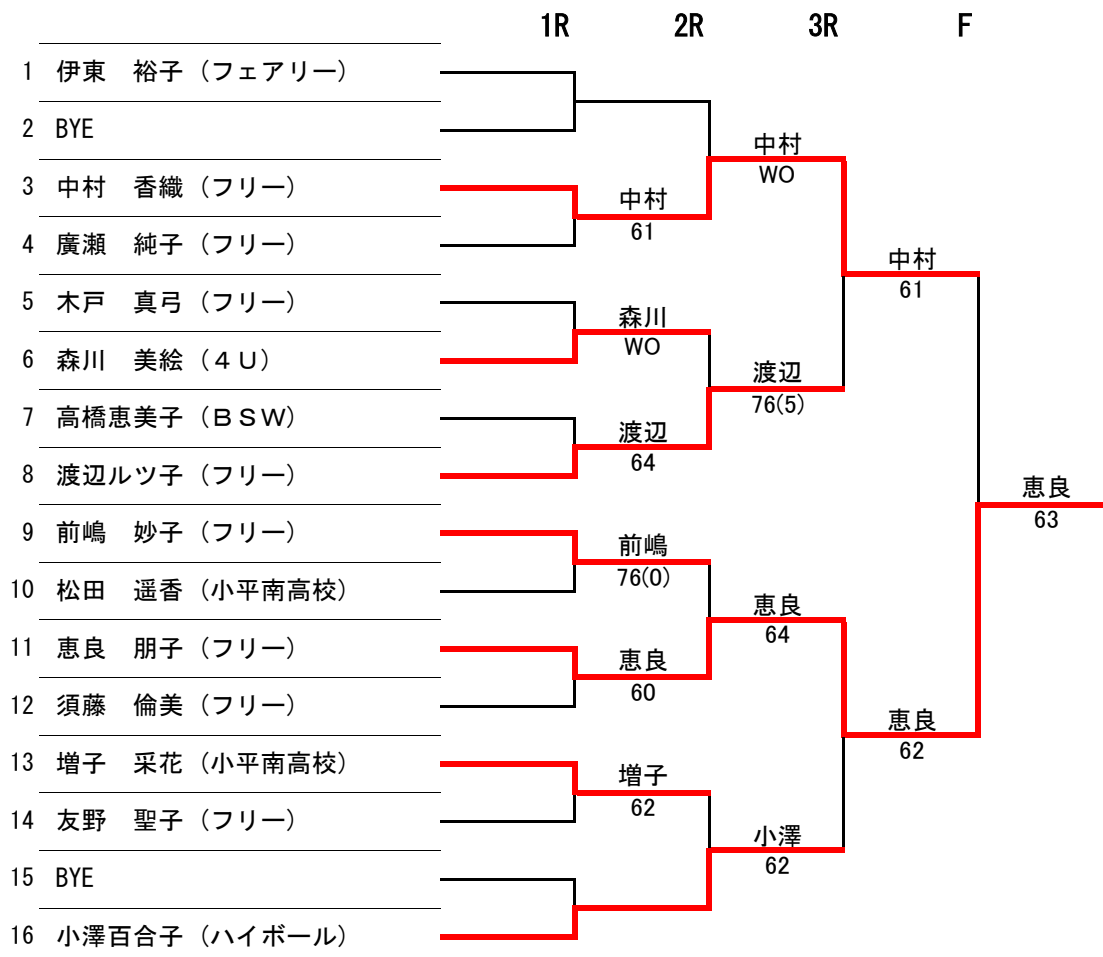 1R 2R 3R F
1 伊東　裕子（フェアリー）
2 BYE
中村
WO
3 中村　香織（フリー）
中村
61
4 廣瀬　純子（フリー）
中村
61
5 木戸　真弓（フリー）
森川
WO
6 森川　美絵（４Ｕ）
渡辺
76(5)
7 高橋恵美子（ＢＳＷ）
渡辺
64
8 渡辺ルツ子（フリー）
恵良
63
9 前嶋　妙子（フリー）
前嶋
76(0)
10 松田　遥香（小平南高校）
恵良
64
11 恵良　朋子（フリー）
恵良
60
12 須藤　倫美（フリー）
恵良
62
13 増子　采花（小平南高校）
増子
62
14 友野　聖子（フリー）
小澤
62
15 BYE
16 小澤百合子（ハイボール）